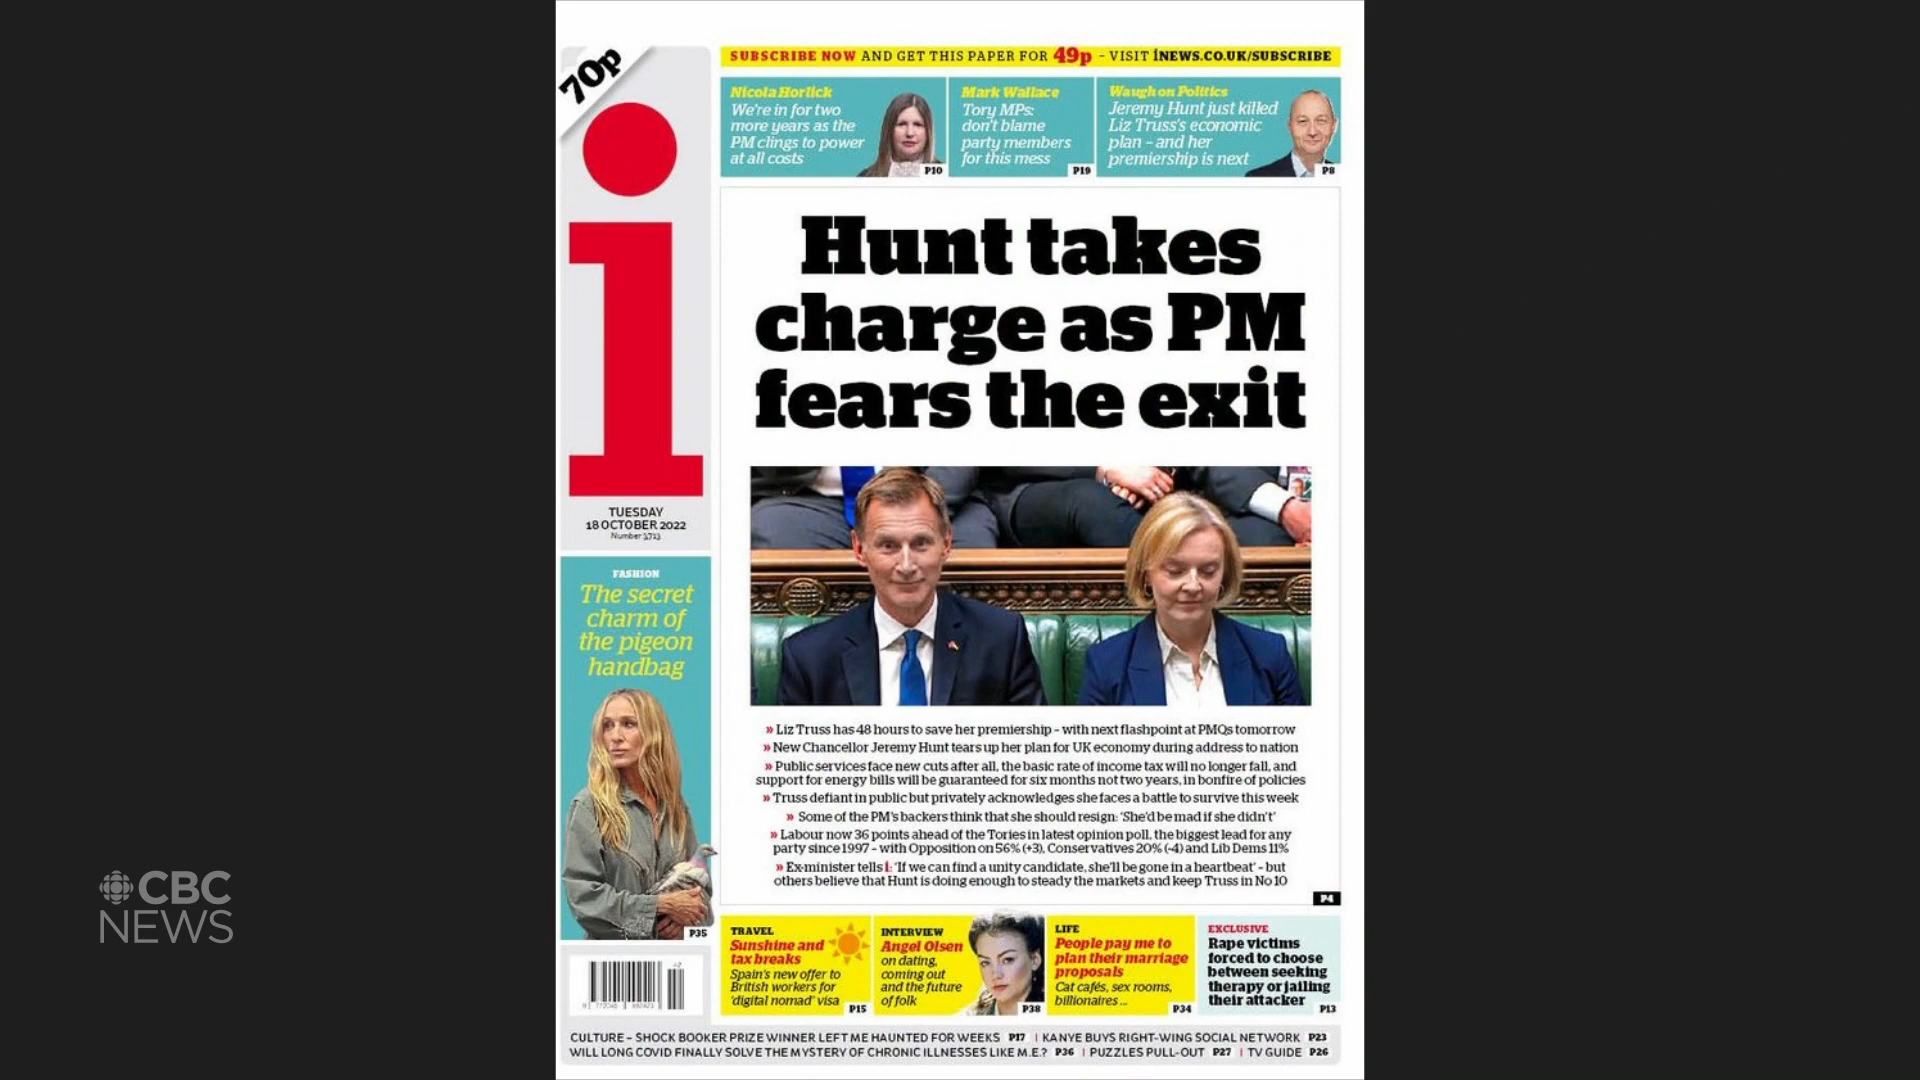 70p
i
TUESDAY
18 OCTOBER 2022
Number 3,713
SUBSCRIBE NOW AND GET THIS PAPER FOR 49p - VISIT iNEWS.CO.UK/SUBSCRIBE
Nicola Horlick
We're in for two
more years as the
PM clings to power
at all costs
P10
Mark Wallace
Tory MPs:
don't blame
party members
for this mess
P19
Waugh on Politics
Jeremy Hunt just killed
Liz Truss's economic
plan – and her
premiership is next
P8
Hunt takes
charge as PM
fears the exit
» Liz Truss has 48 hours to save her premiership – with next flashpoint at PMQs tomorrow
» New Chancellor Jeremy Hunt tears up her plan for UK economy during address to nation
» Public services face new cuts after all, the basic rate of income tax will no longer fall, and
support for energy bills will be guaranteed for six months not two years, in bonfire of policies
» Truss defiant in public but privately acknowledges she faces a battle to survive this week
» Some of the PM's backers think that she should resign: 'She'd be mad if she didn't'
» Labour now 36 points ahead of the Tories in latest opinion poll, the biggest lead for any
party since 1997 – with Opposition on 56% (+3), Conservatives 20% (-4) and Lib Dems 11%
» Ex-minister tells i: 'If we can find a unity candidate, she'll be gone in a heartbeat' – but
others believe that Hunt is doing enough to steady the markets and keep Truss in No 10
P4
FASHION
The secret
charm of
the pigeon
handbag
P35
TRAVEL
Sunshine and
tax breaks
Spain's new offer to
British workers for
'digital nomad' visa
P15
INTERVIEW
Angel Olsen
on dating,
coming out
and the future
of folk
P38
LIFE
People pay me to
plan their marriage
proposals
Cat cafés, sex rooms,
billionaires ...
P34
EXCLUSIVE
Rape victims
forced to choose
between seeking
therapy or jailing
their attacker
P13
CULTURE – SHOCK BOOKER PRIZE WINNER LEFT ME HAUNTED FOR WEEKS P17 | KANYE BUYS RIGHT-WING SOCIAL NETWORK P23
WILL LONG COVID FINALLY SOLVE THE MYSTERY OF CHRONIC ILLNESSES LIKE M.E.? P36 | PUZZLES PULL-OUT P27 | TV GUIDE P26
CBC
NEWS